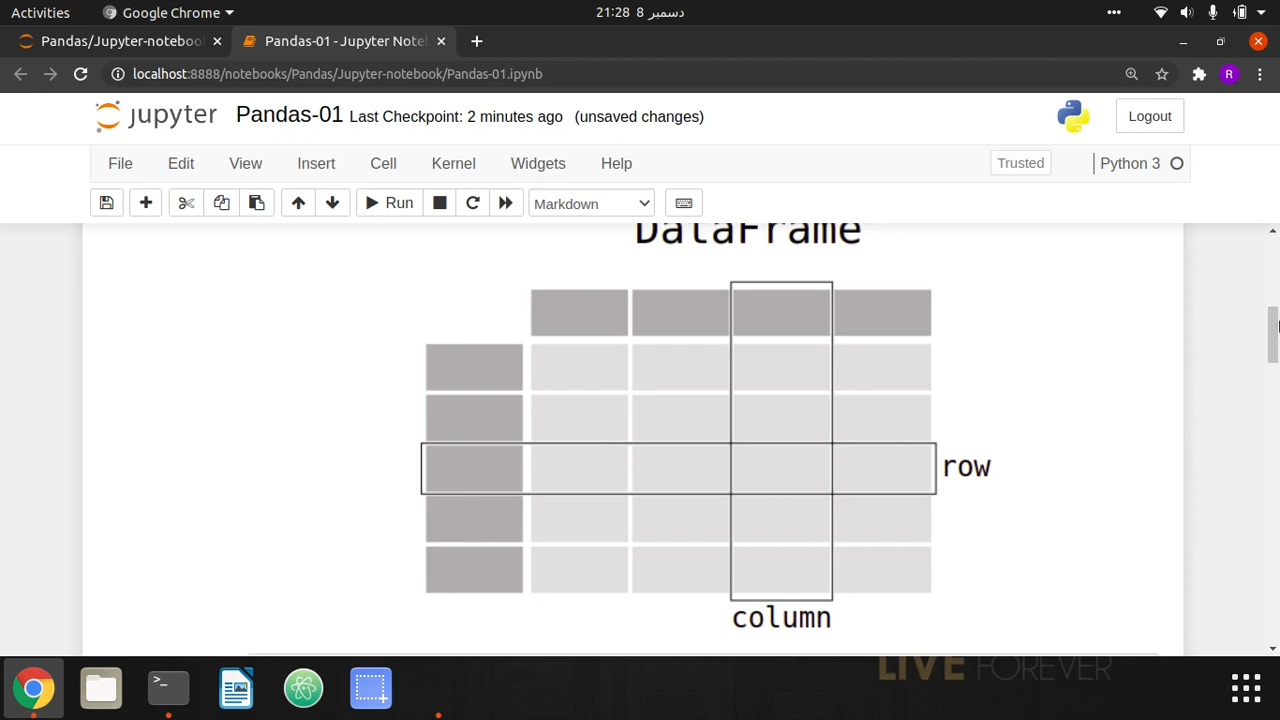 Activities
Google Chrome
21:28 8 دسمبر
Pandas/Jupyter-noteboo
Pandas-01 - Jupyter Note
localhost:8888/notebooks/Pandas/Jupyter-notebook/Pandas-01.ipynb
R
jupyter
Pandas-01 Last Checkpoint: 2 minutes ago (unsaved changes)
Logout
File Edit View Insert Cell Kernel Widgets Help
Trusted
Python 3
Run
Markdown
DataFrame
row
column
LIVE FOREVER